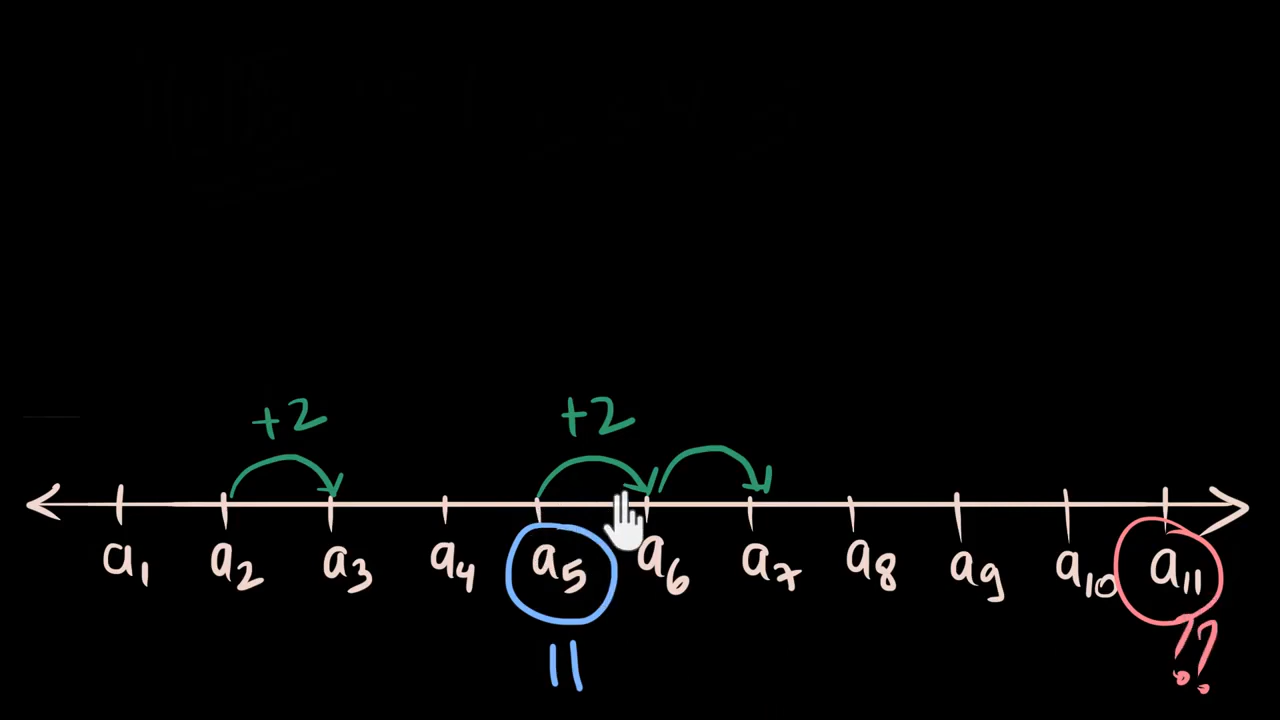 +2 +2
a₁ a₂ a₃ a₄ a₅ a₆ a₇ a₈ a₉ a₁₀ a₁₁
11 ??